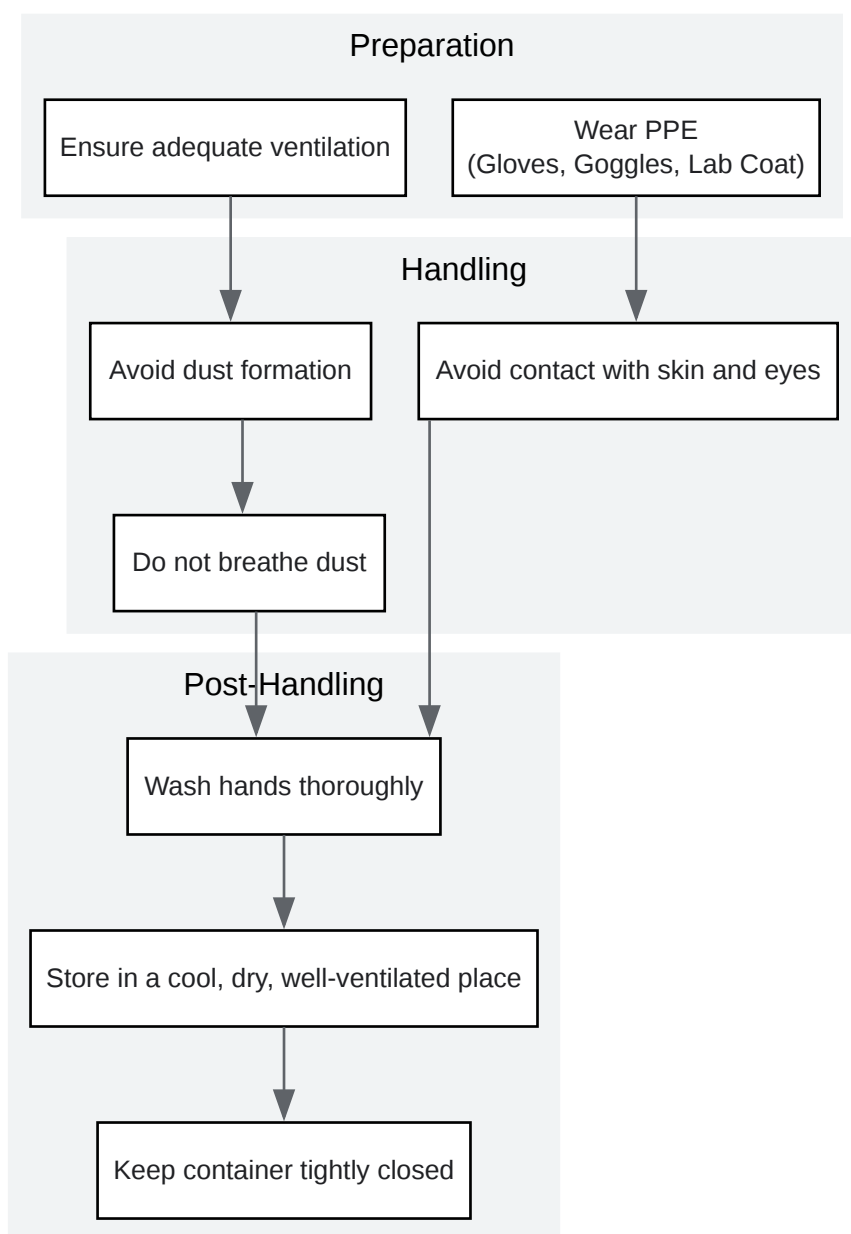 Preparation
Ensure adequate ventilation
Wear PPE
(Gloves, Goggles, Lab Coat)
Handling
Avoid dust formation
Avoid contact with skin and eyes
Do not breathe dust
Post-Handling
Wash hands thoroughly
Store in a cool, dry, well-ventilated place
Keep container tightly closed